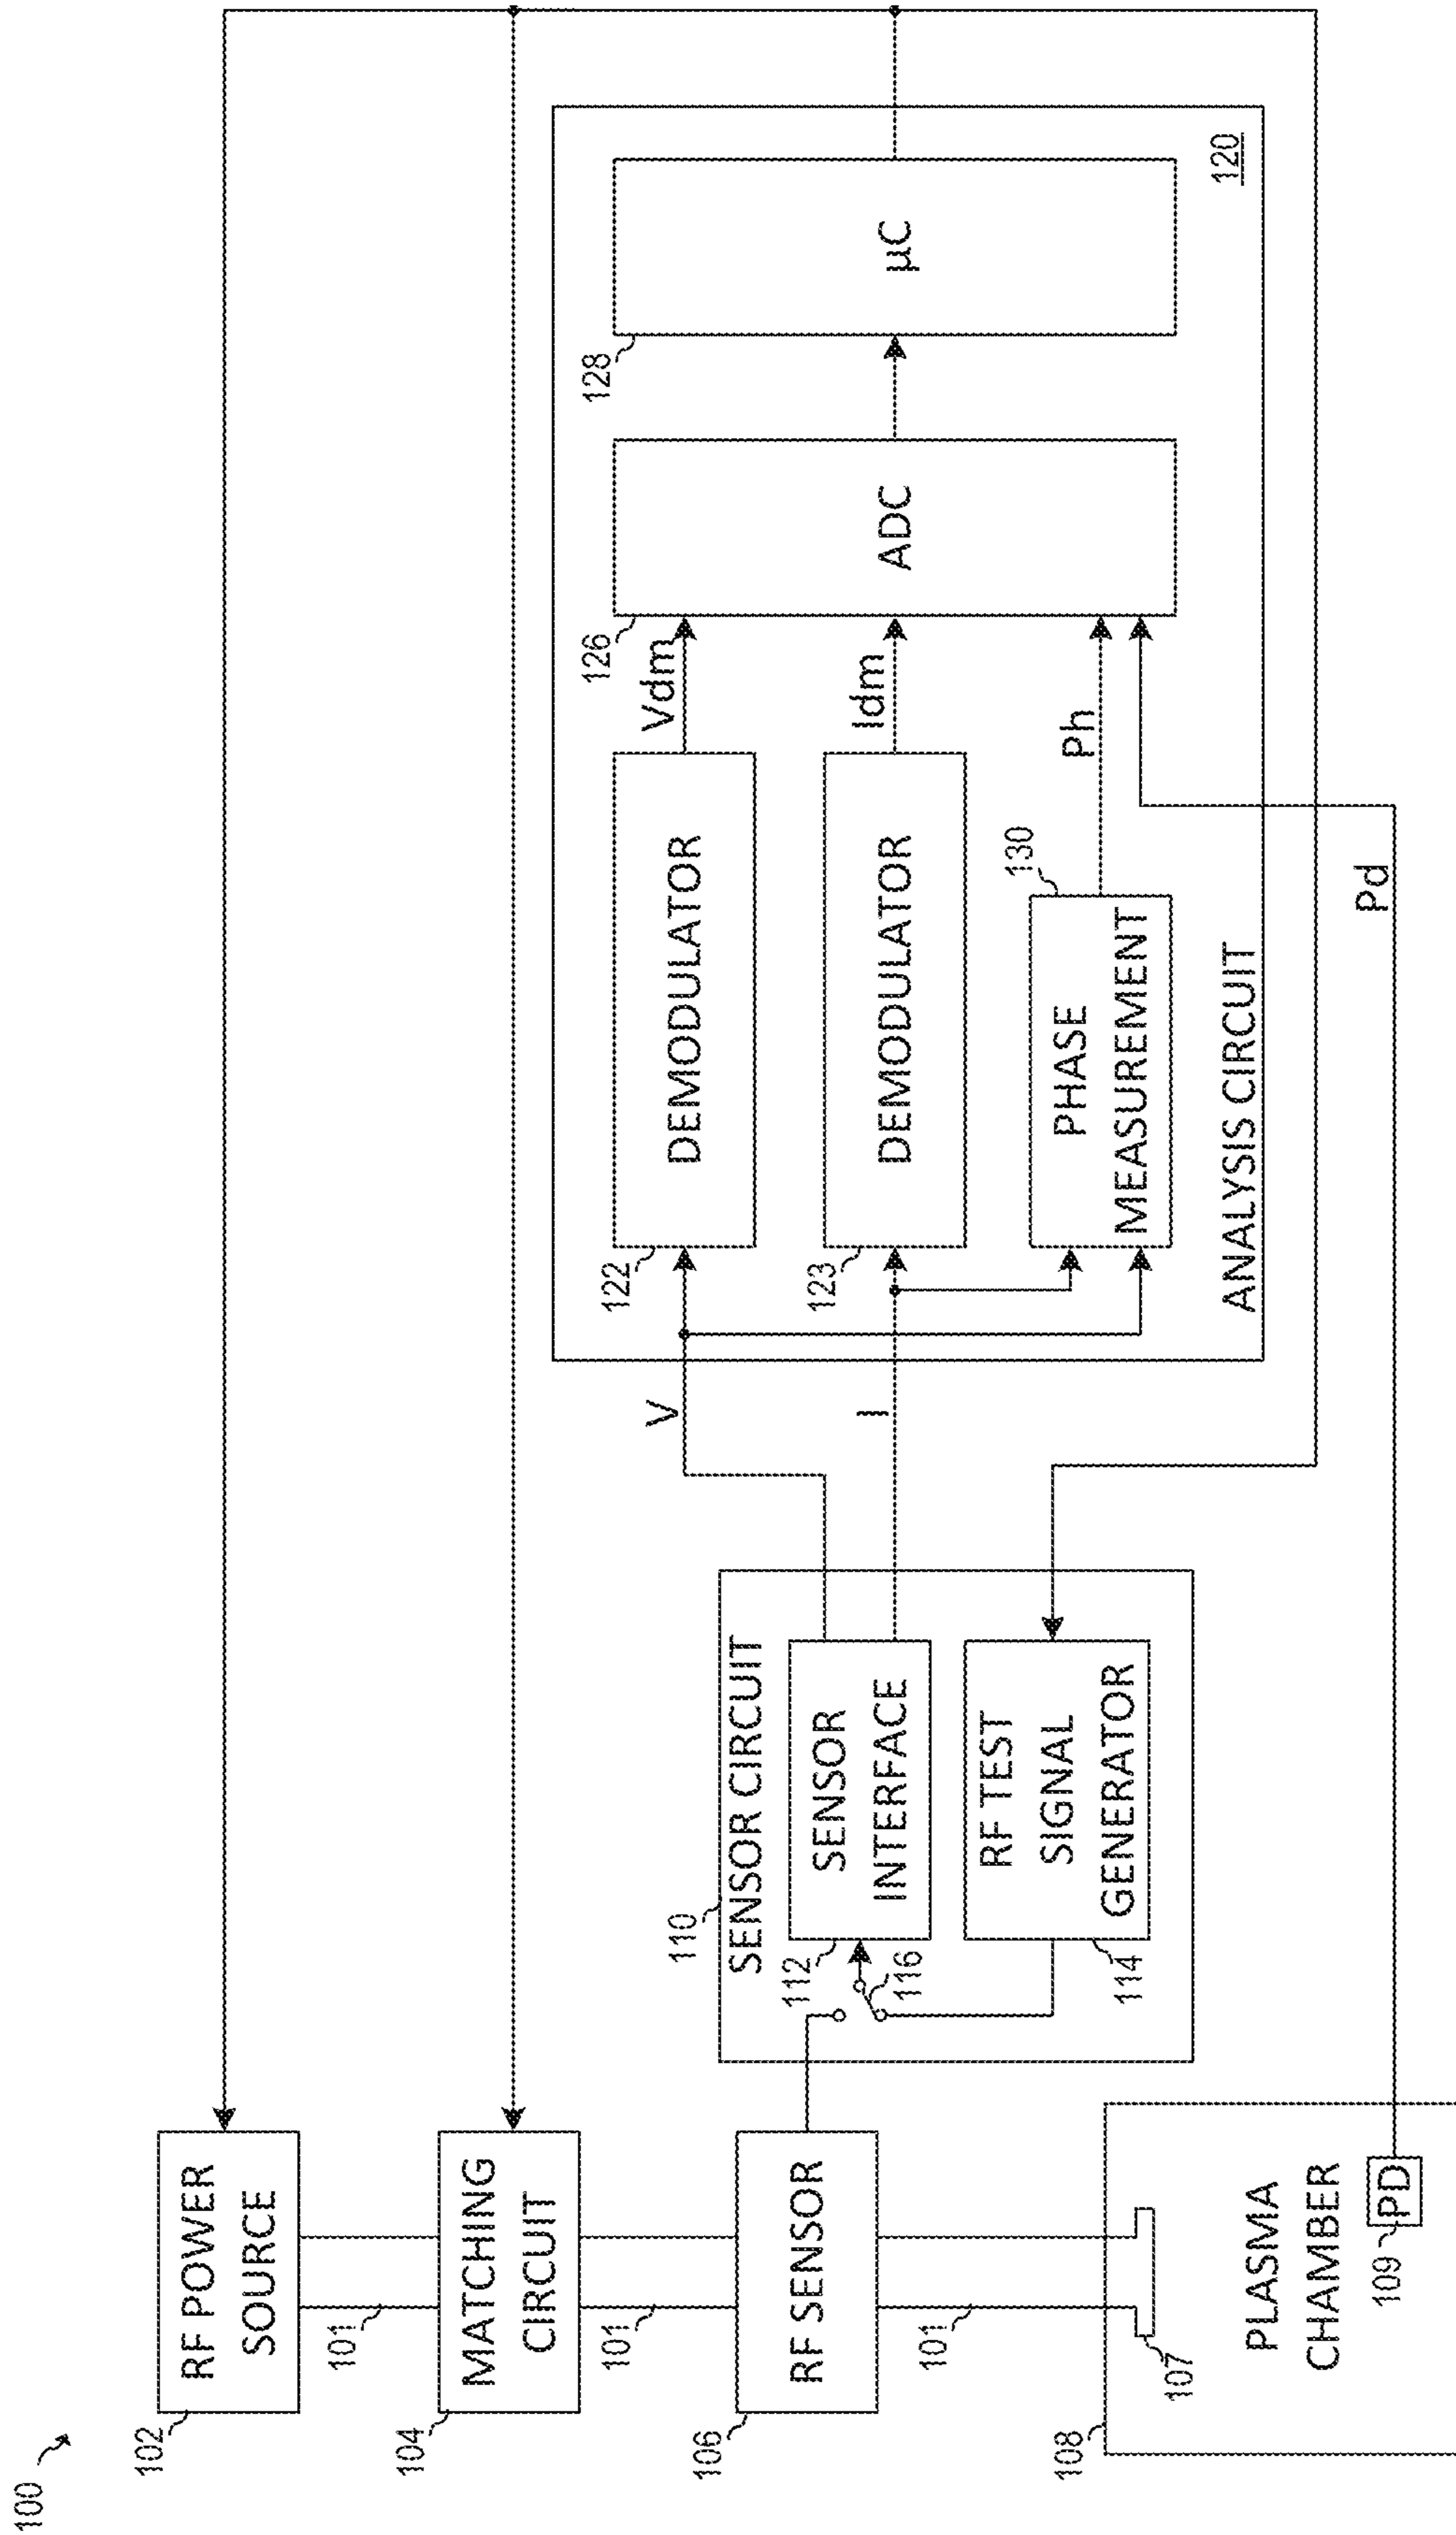 100
102
RF POWER
SOURCE
101
104
MATCHING
CIRCUIT
101
106
RF SENSOR
101
107
108
PLASMA
CHAMBER
109
PD
Pd
110
SENSOR CIRCUIT
112
SENSOR
INTERFACE
116
RF TEST
SIGNAL
GENERATOR
114
V
I
122
DEMODULATOR
Vdm
123
DEMODULATOR
Idm
130
PHASE
MEASUREMENT
Ph
126
ADC
128
µC
ANALYSIS CIRCUIT
120